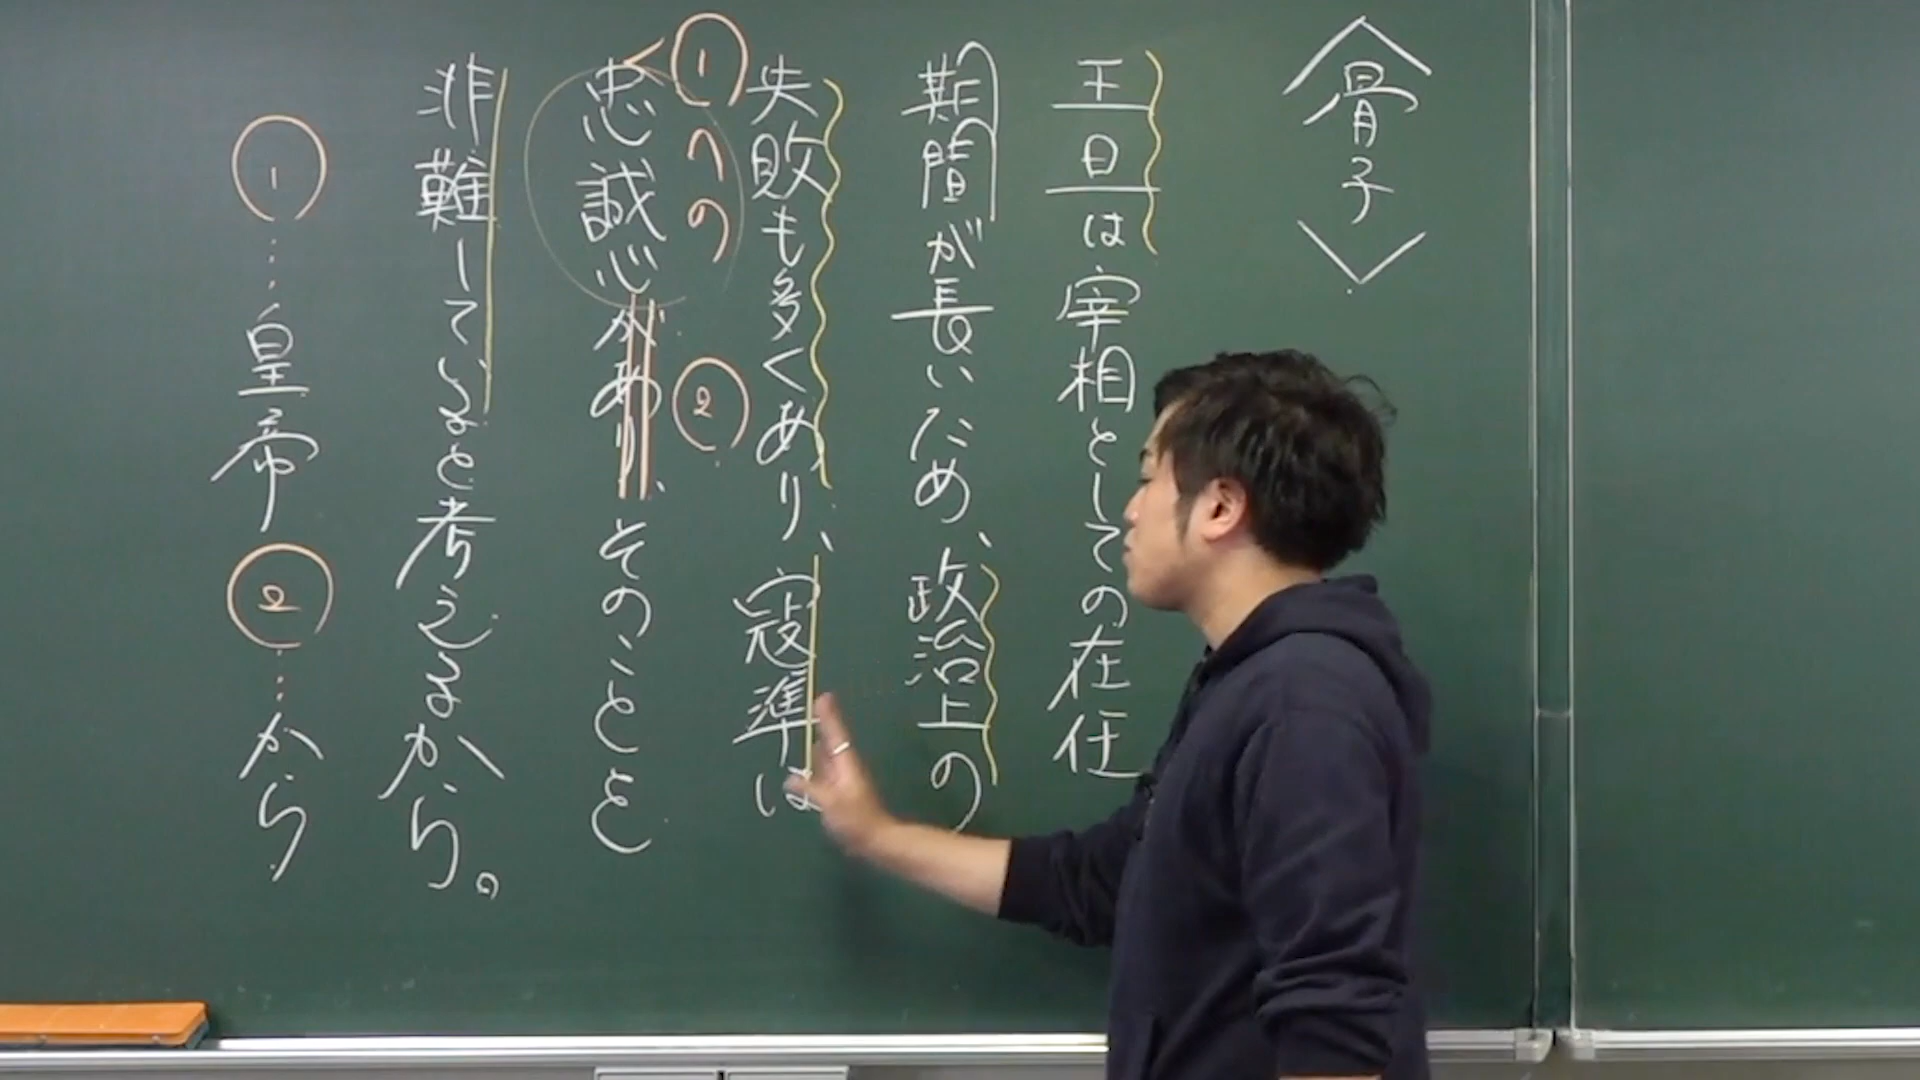 〈骨子〉
王旦は宰相としての在任
期間が長いため、政治上の
失敗も多くあり、寇準は
①への②
忠誠心があり、そのことを
非難していると考えるから。
①……皇帝 ②……から